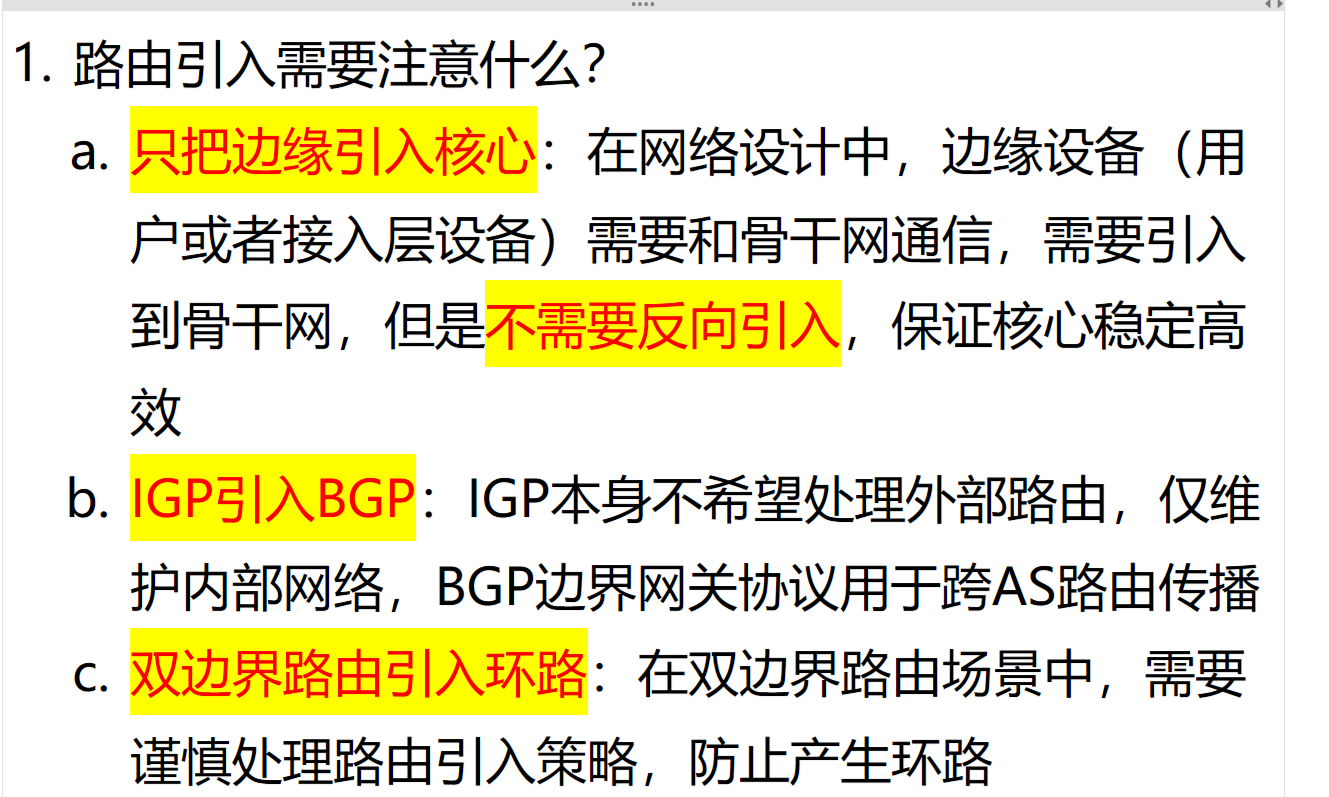 1. 路由引入需要注意什么？
a. 只把边缘引入核心：在网络设计中，边缘设备（用
户或者接入层设备）需要和骨干网通信，需要引入
到骨干网，但是不需要反向引入，保证核心稳定高
效
b. IGP引入BGP：IGP本身不希望处理外部路由，仅维
护内部网络，BGP边界网关协议用于跨AS路由传播
c. 双边界路由引入环路：在双边界路由场景中，需要
谨慎处理路由引入策略，防止产生环路